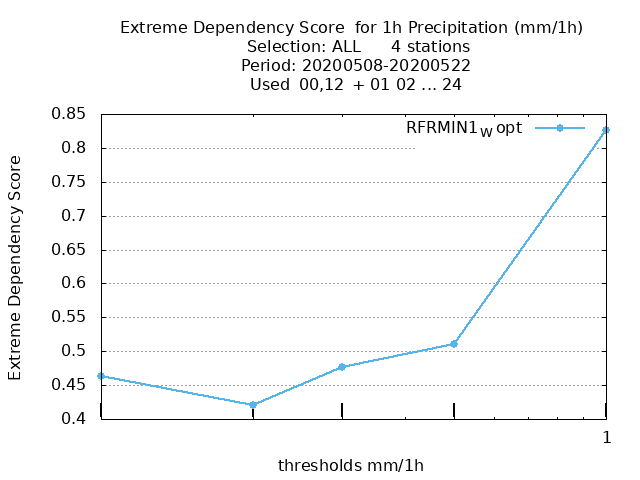 Extreme Dependency Score for 1h Precipitation (mm/1h)
Selection: ALL 4 stations
Period: 20200508-20200522
Used 00,12 + 01 02 ... 24
RFRMIN1W opt
0.85
0.8
0.75
0.7
0.65
0.6
0.55
0.5
0.45
0.4
Extreme Dependency Score
1
thresholds mm/1h